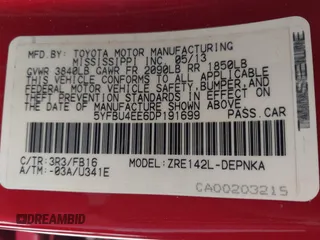 MFD.BY: TOYOTA MOTOR MANUFACTURING
MISSISSIPPI INC. 05/13
GVWR 3840LB GAWR FR 2090LB RR 1850LB
THIS VEHICLE CONFORMS TO ALL APPLICABLE
FEDERAL MOTOR VEHICLE SAFETY, BUMPER, AND
THEFT PREVENTION STANDARDS IN EFFECT ON
THE DATE OF MANUFACTURE SHOWN ABOVE.
5YFBU4EE6DP191699 PASS.CAR
C/TR: 3R3/FB16 MODEL: ZRE142L-DEPNKA
A/TM: -03A/U341E
CA00203215
DREAMBID